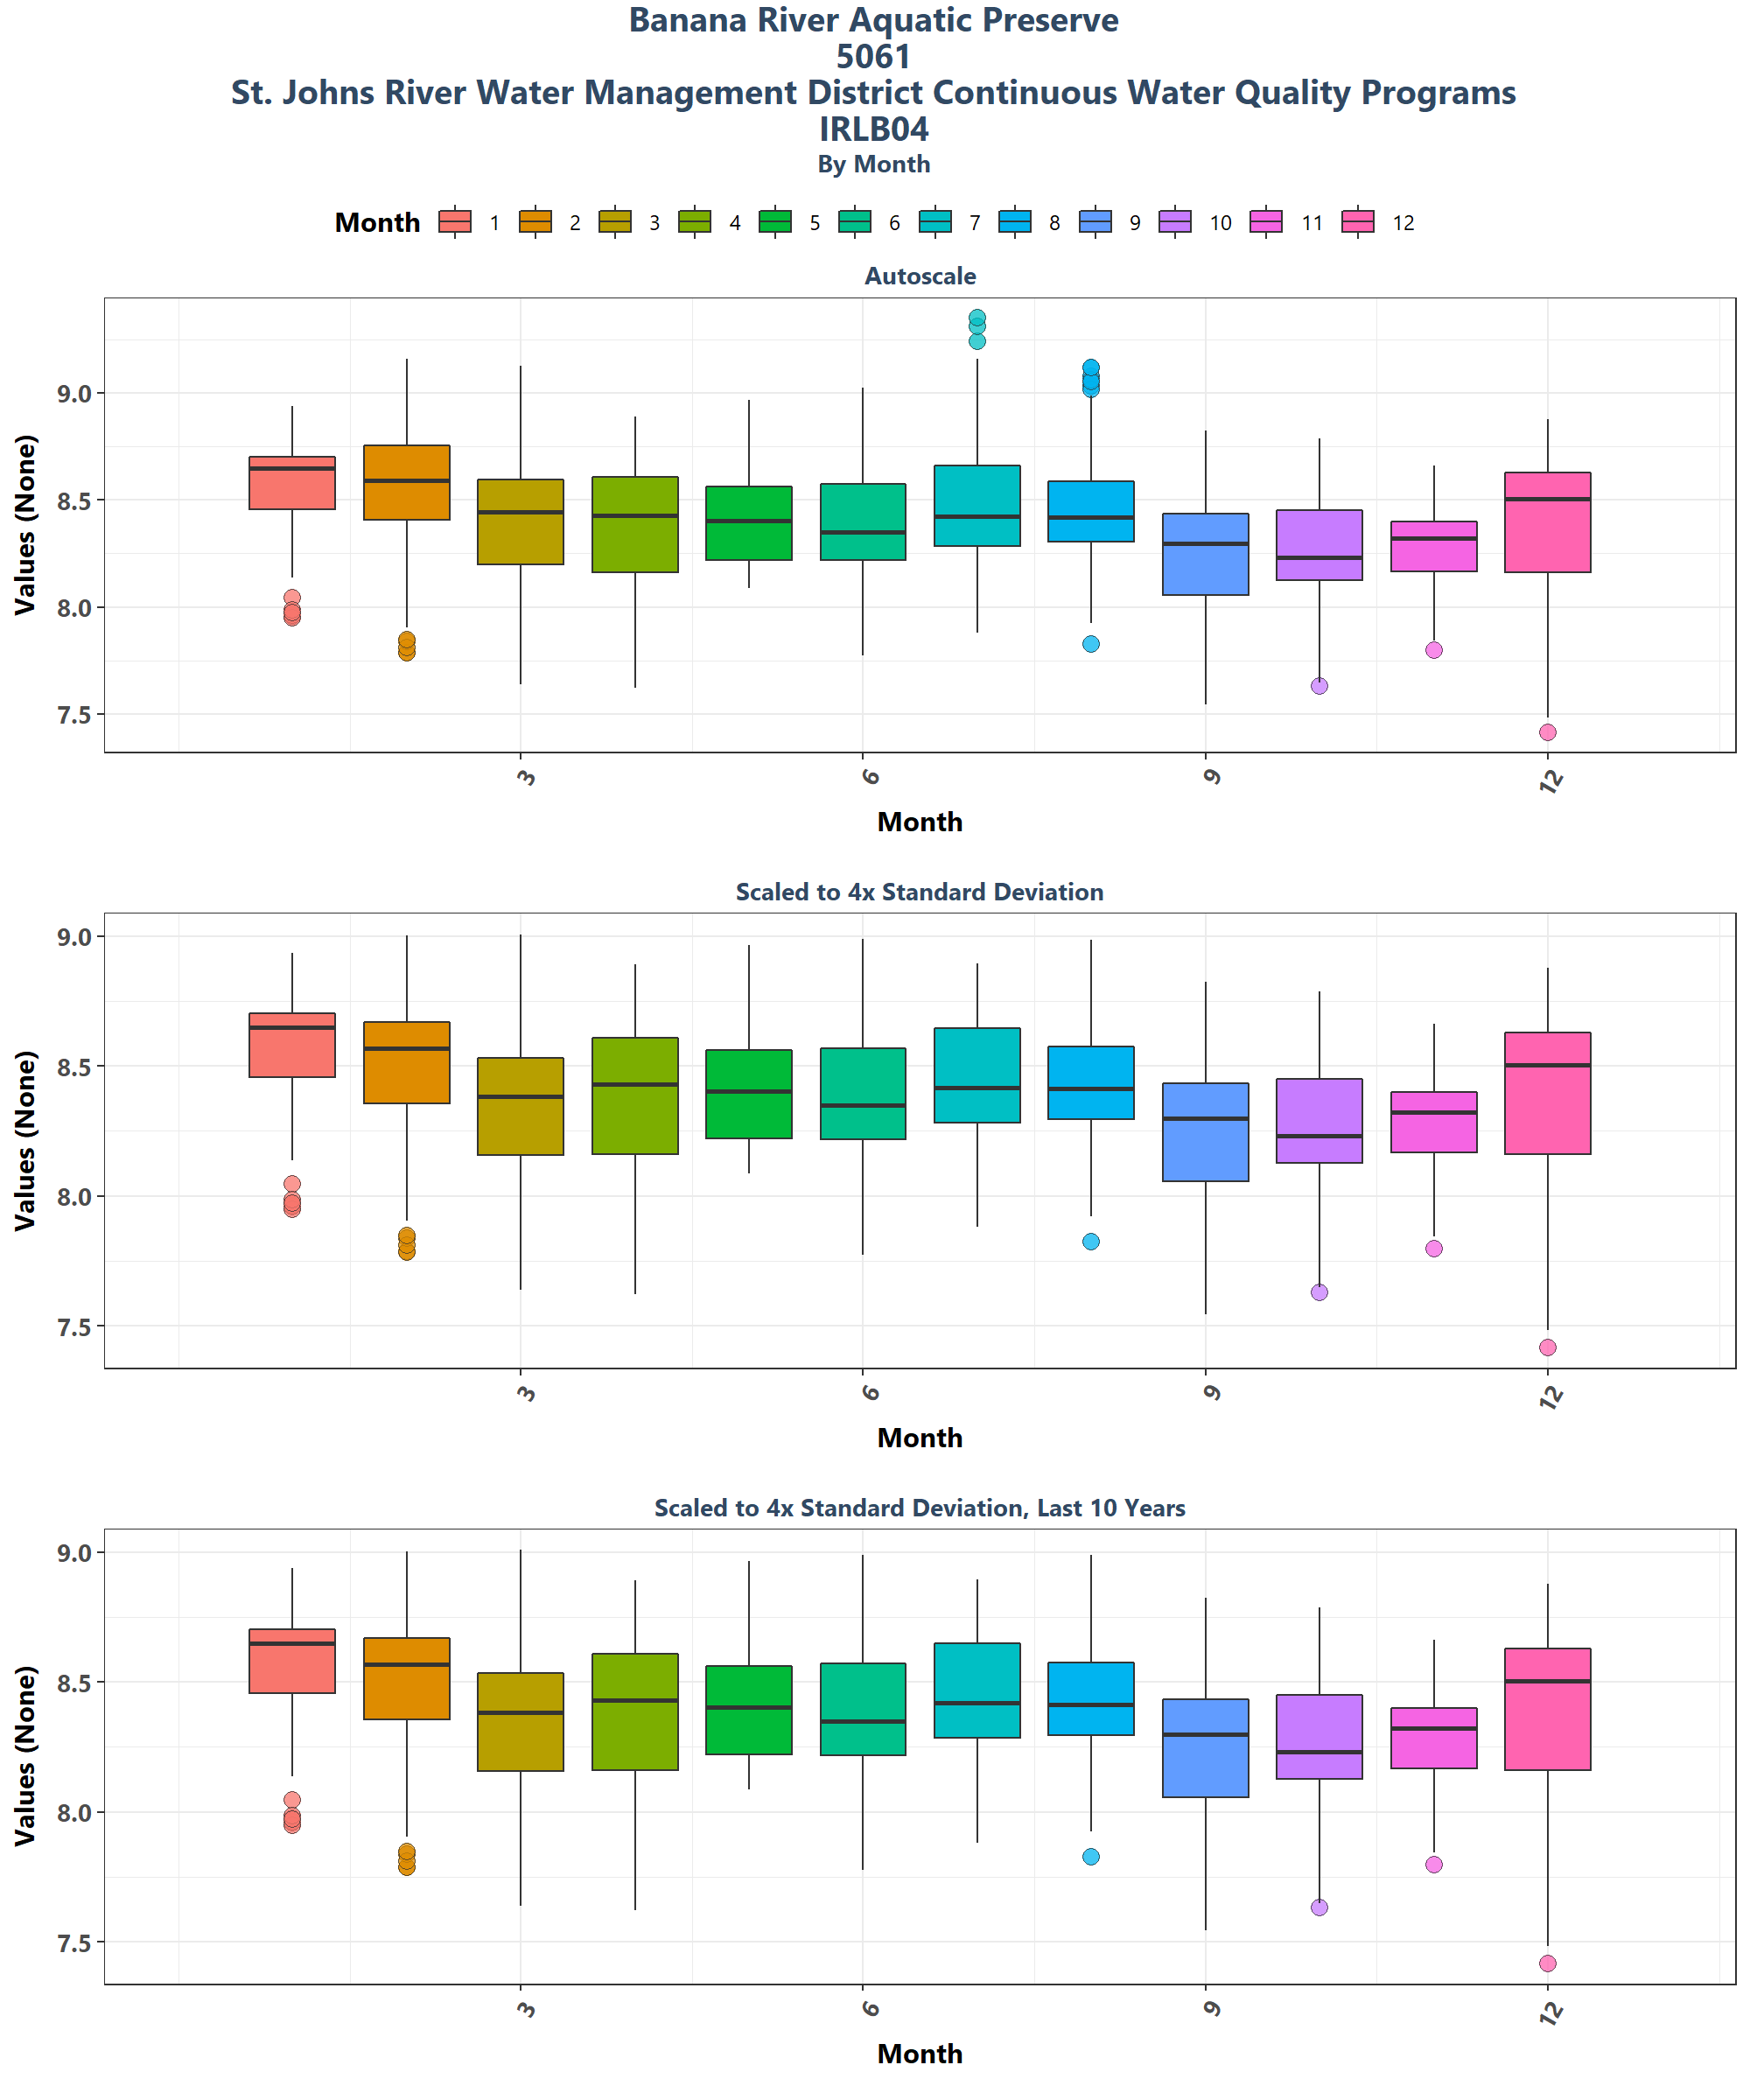 Banana River Aquatic Preserve
5061
St. Johns River Water Management District Continuous Water Quality Programs
IRLB04
By Month
Month 1 2 3 4 5 6 7 8 9 10 11 12
Autoscale
Values (None)
9.0
8.5
8.0
7.5
3 6 9 12
Month
Scaled to 4x Standard Deviation
Values (None)
9.0
8.5
8.0
7.5
3 6 9 12
Month
Scaled to 4x Standard Deviation, Last 10 Years
Values (None)
9.0
8.5
8.0
7.5
3 6 9 12
Month